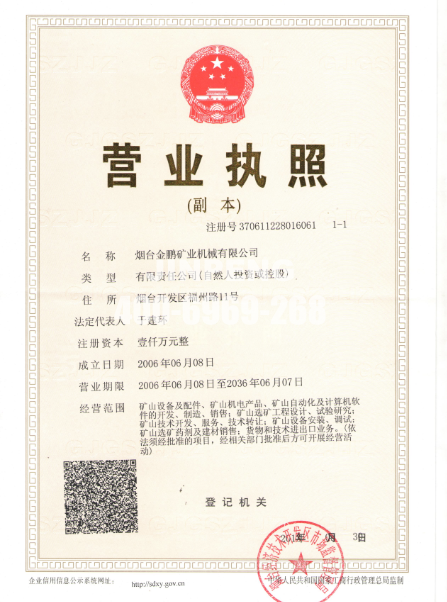 营业执照
(副 本)
注册号 370611228016061 1-1
名 称 烟台金鹏矿业机械有限公司
类 型 有限责任公司(自然人投资或控股)
住 所 烟台开发区福州路11号
法定代表人 于连环
注册资本 壹仟万元整
成立日期 2006年06月08日
营业期限 2006年06月08日至2036年06月07日
经营范围 矿山设备及配件、矿山机电产品、矿山自动化及计算机软
件的开发、制造、销售；矿山选矿工程设计、试验研究；
矿山技术开发、服务、技术转让；矿山设备安装、调试；
矿山选矿药剂及建材销售；货物和技术进出口业务。(依
法须经批准的项目，经相关部门批准后方可开展经营活
动)
登记机关
年 月 3日
企业信用信息公示系统网址： http://sdxy.gov.cn
中华人民共和国国家工商行政管理总局监制